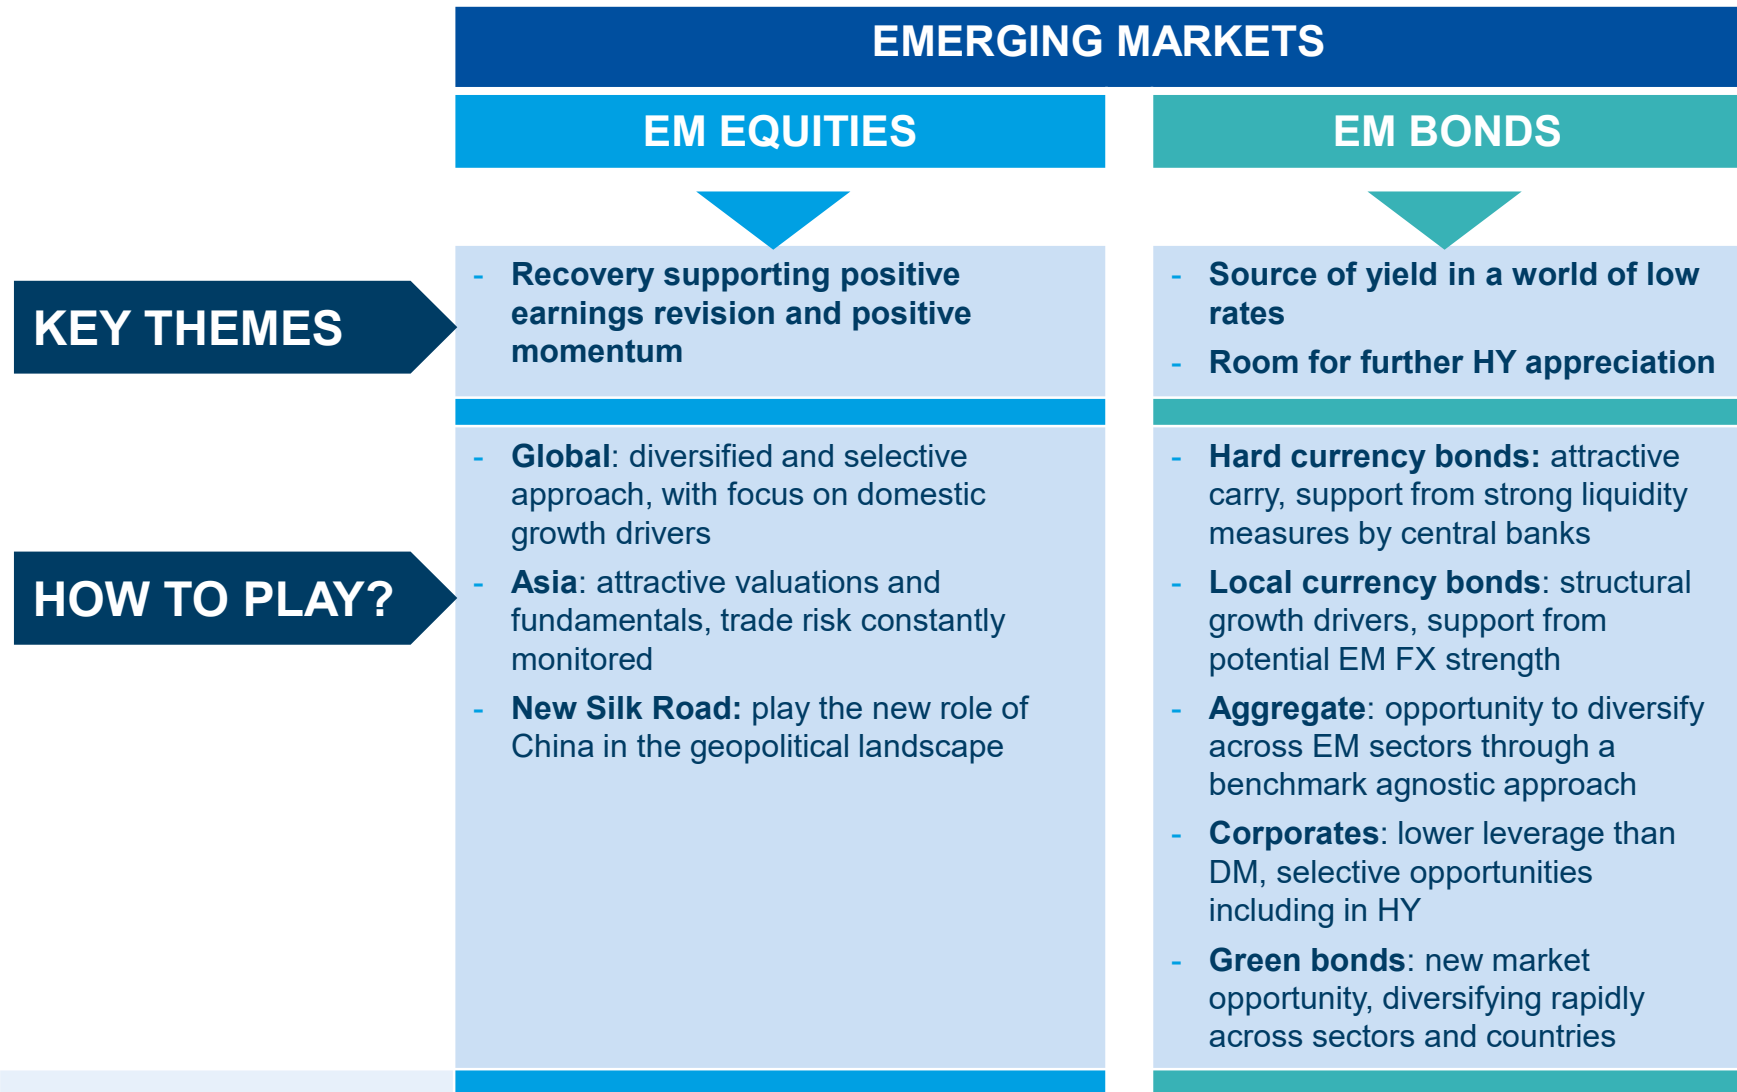 EMERGING MARKETS
EM EQUITIES
EM BONDS
KEY THEMES
- Recovery supporting positive
earnings revision and positive
momentum
- Source of yield in a world of low
rates
- Room for further HY appreciation
HOW TO PLAY?
- Global: diversified and selective
approach, with focus on domestic
growth drivers
- Asia: attractive valuations and
fundamentals, trade risk constantly
monitored
- New Silk Road: play the new role of
China in the geopolitical landscape
- Hard currency bonds: attractive
carry, support from strong liquidity
measures by central banks
- Local currency bonds: structural
growth drivers, support from
potential EM FX strength
- Aggregate: opportunity to diversify
across EM sectors through a
benchmark agnostic approach
- Corporates: lower leverage than
DM, selective opportunities
including in HY
- Green bonds: new market
opportunity, diversifying rapidly
across sectors and countries